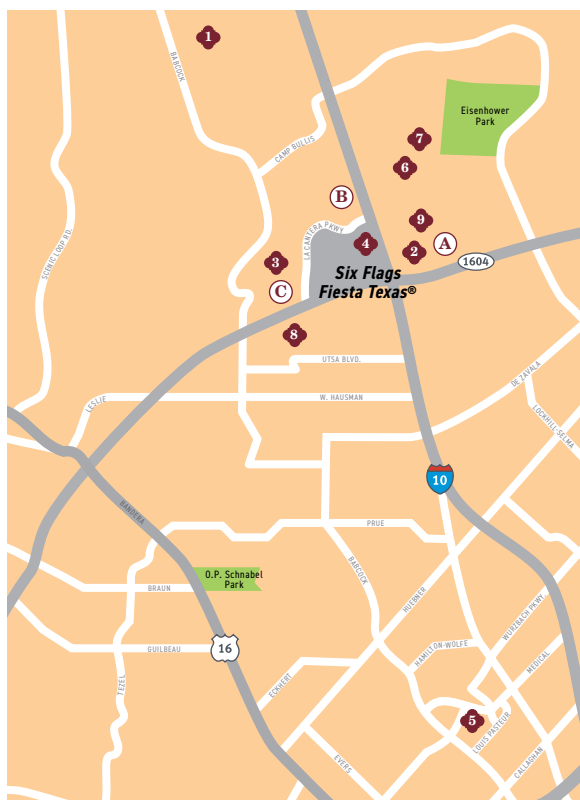 1
BABCOCK
Eisenhower
Park
7
CAMP BULLIS
6
B
SCENIC LOOP RD.
LA CANTERA PKWY
9
4
2
A
3
1604
Six Flags
Fiesta Texas®
C
8
UTSA BLVD.
DE ZAVALA
LESLIE
W. HAUSMAN
LOCKHILL-SELMA
10
BANDERA
PRUE
BABCOCK
O.P. Schnabel
Park
BRAUN
HUEBNER
WURZBACH PKWY
GUILBEAU
16
HAMILTON-WOLFE
MEDICAL
TEZEL
ECKHERT
5
LOUIS PASTEUR
EVERS
CALLAGHAN